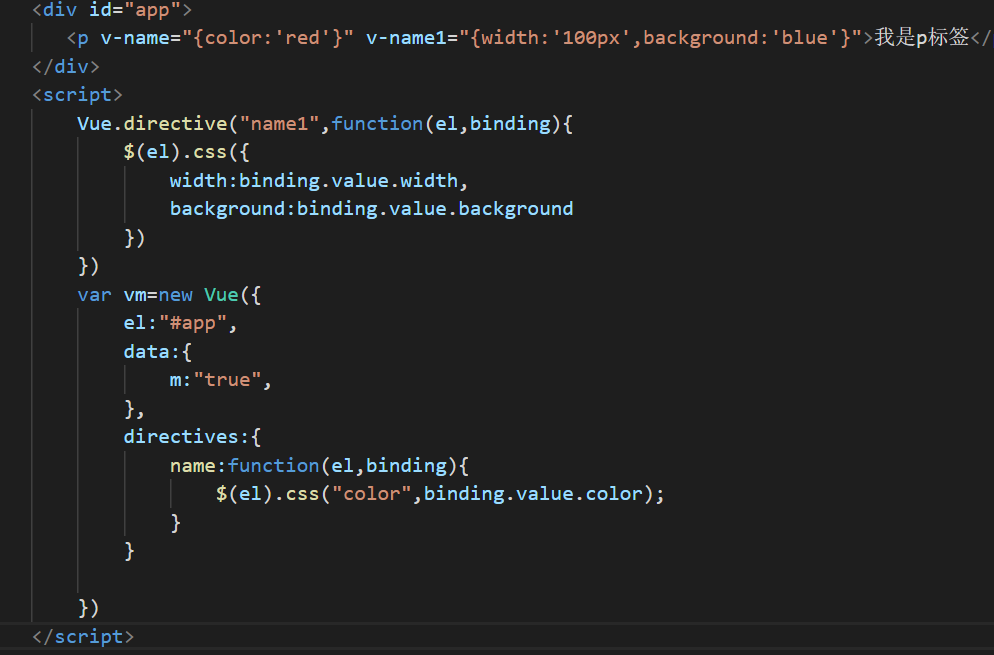 <div id="app">
<p v-name="{color:'red'}" v-name1="{width:'100px',background:'blue'}">我是p标签</
</div>
<script>
Vue.directive("name1",function(el,binding){
$(el).css({
width:binding.value.width,
background:binding.value.background
})
})
var vm=new Vue({
el:"#app",
data:{
m:"true",
},
directives:{
name:function(el,binding){
$(el).css("color",binding.value.color);
}
}
})
</script>